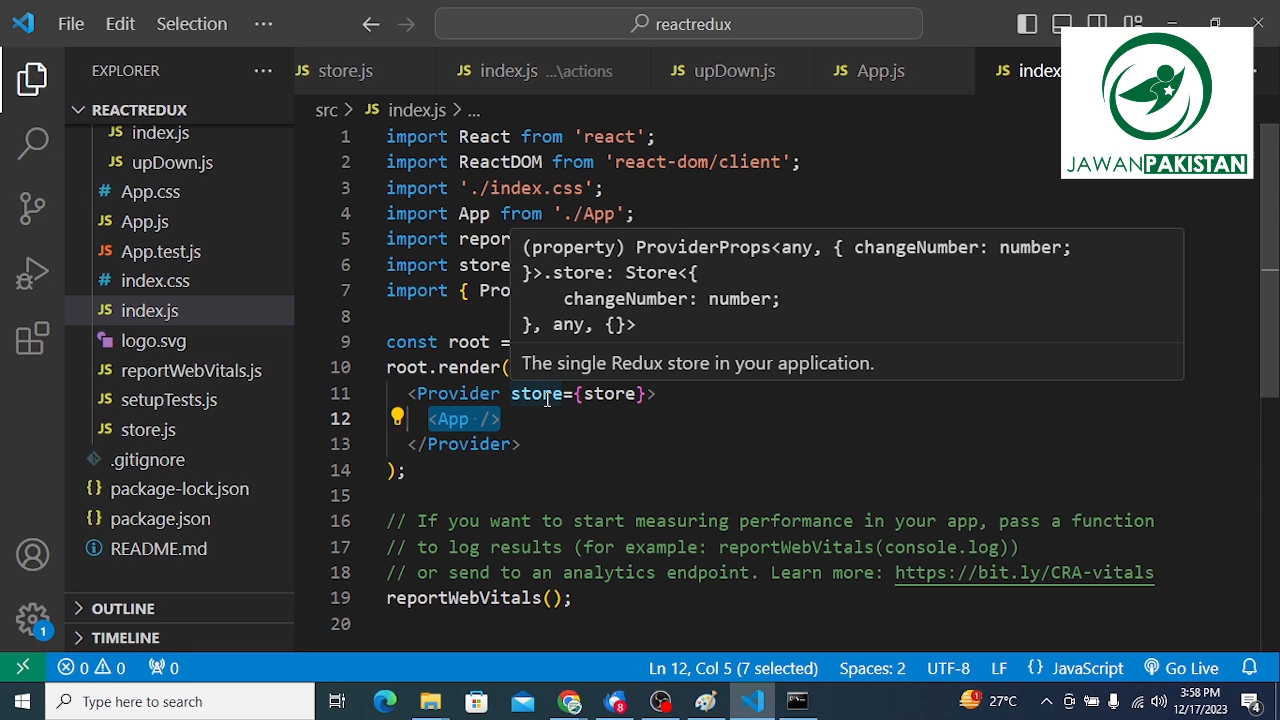 File Edit Selection ···
reactredux
EXPLORER ···
REACTREDUX
index.js
upDown.js
App.css
App.js
App.test.js
index.css
index.js
logo.svg
reportWebVitals.js
setupTests.js
store.js
.gitignore
package-lock.json
package.json
README.md
OUTLINE
TIMELINE
JS store.js JS index.js ...\actions JS upDown.js JS App.js JS index
JAWANPAKISTAN
src > JS index.js > ...
1 import React from 'react';
2 import ReactDOM from 'react-dom/client';
3 import './index.css';
4 import App from './App';
5 import repor
6 import store
7 import { Pro
8
9 const root =
10 root.render(
11 <Provider store={store}>
12 <App />
13 </Provider>
14 );
15
16 // If you want to start measuring performance in your app, pass a function
17 // to log results (for example: reportWebVitals(console.log))
18 // or send to an analytics endpoint. Learn more: https://bit.ly/CRA-vitals
19 reportWebVitals();
20
(property) ProviderProps<any, { changeNumber: number;
}>.store: Store<{
changeNumber: number;
}, any, {}>
The single Redux store in your application.
1
0 0 0 Ln 12, Col 5 (7 selected) Spaces: 2 UTF-8 LF {} JavaScript Go Live
Type here to search
8
1 27°C
3:58 PM
12/17/2023
4